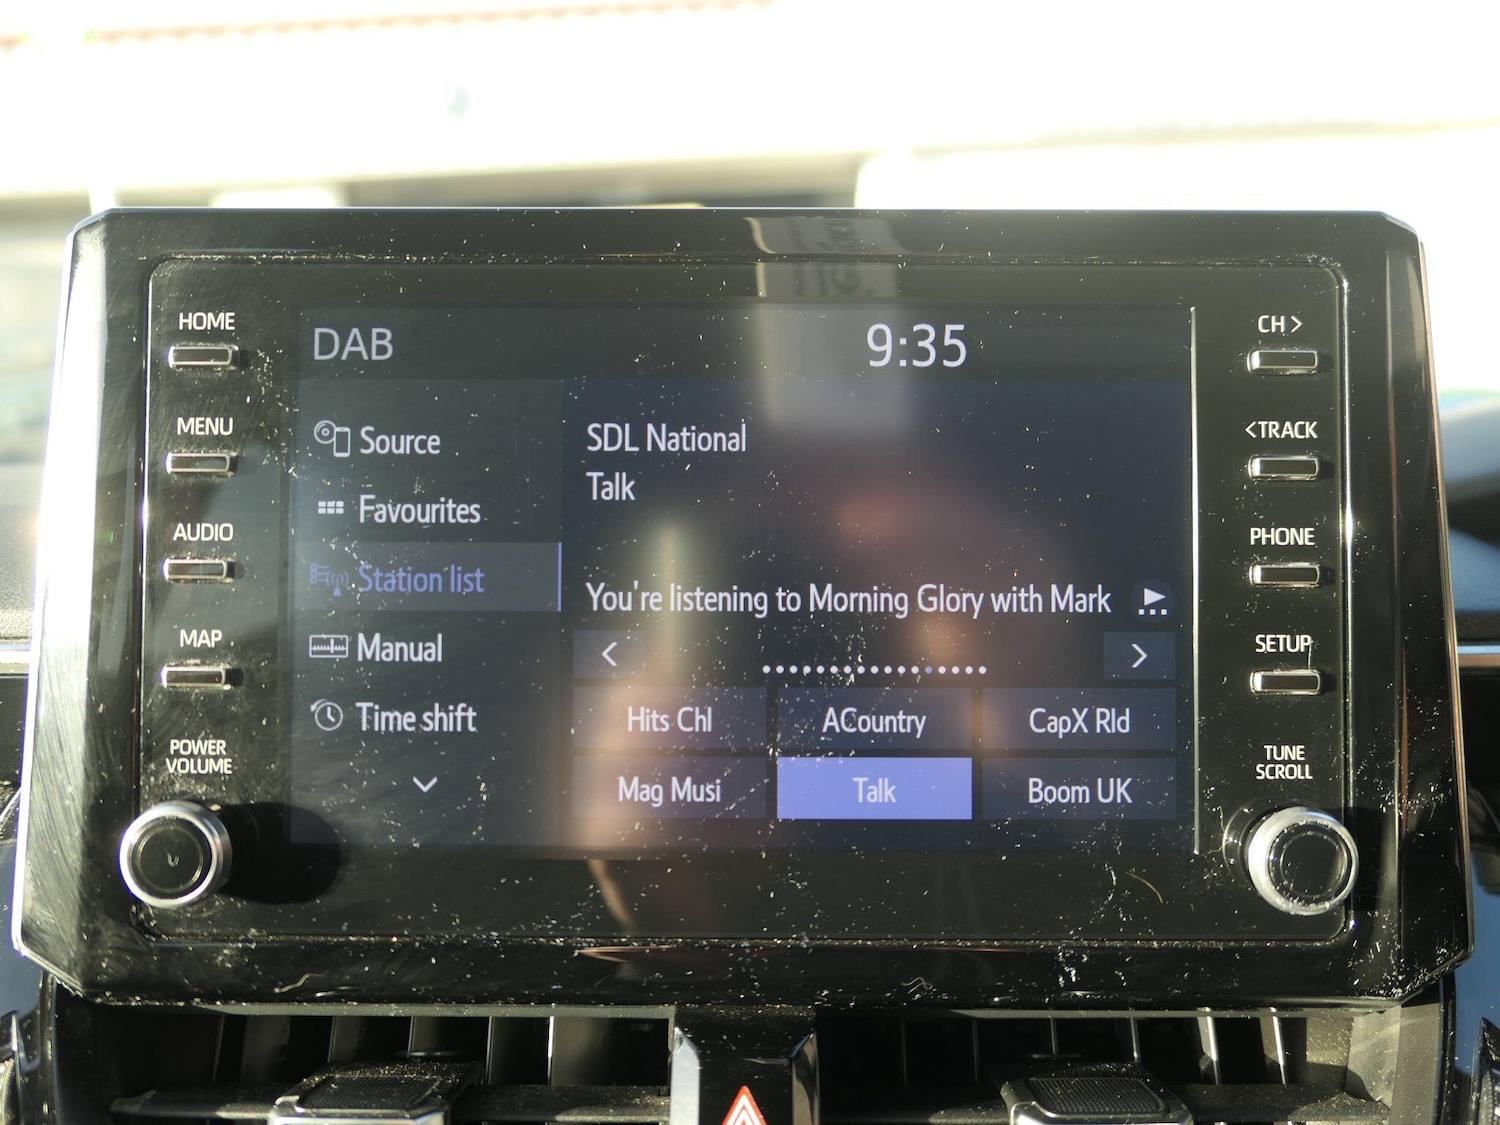 HOME
MENU
AUDIO
MAP
POWER
VOLUME
DAB
9:35
Source
Favourites
Station list
Manual
Time shift
SDL National
Talk
You're listening to Morning Glory with Mark
Hits Chl
ACountry
CapX Rld
Mag Musi
Talk
Boom UK
CH >
< TRACK
PHONE
SETUP
TUNE
SCROLL